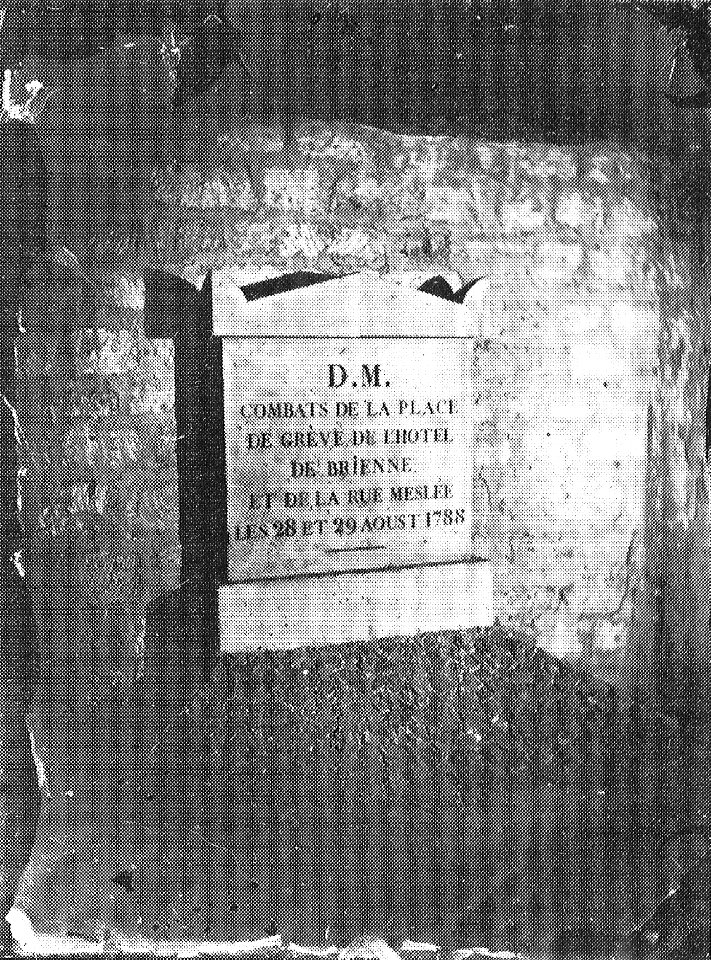 D.M.
COMBATS DE LA PLACE
DE GRÈVE, DE L'HOTEL
DE BRIENNE
ET DE LA RUE MESLÉE
LES 28 ET 29 AOUST 1788